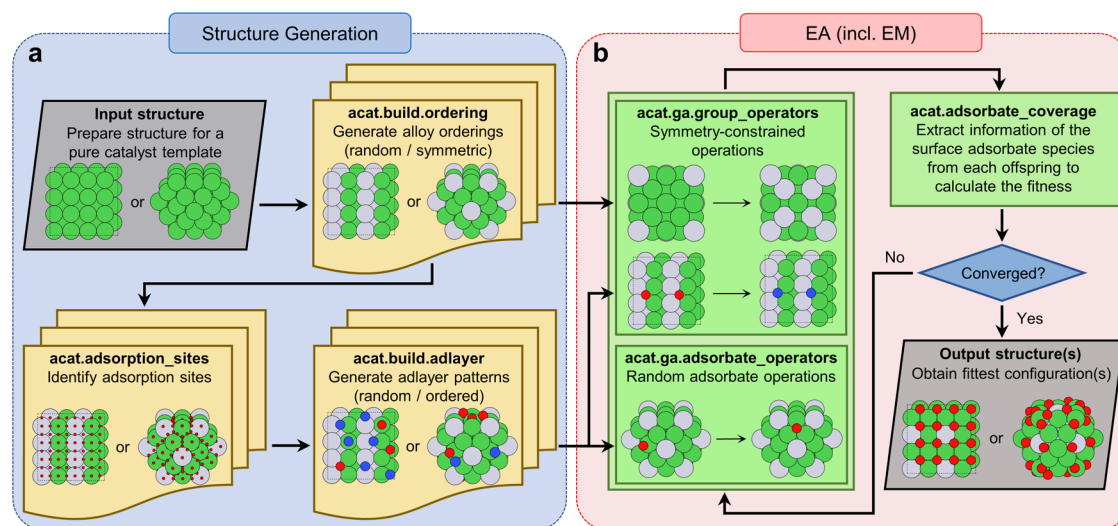 Structure Generation
a
Input structure
Prepare structure for a
pure catalyst template
or
acat.build.ordering
Generate alloy orderings
(random / symmetric)
or
acat.adsorption_sites
Identify adsorption sites
or
acat.build.adlayer
Generate adlayer patterns
(random / ordered)
or
EA (incl. EM)
b
acat.ga.group_operators
Symmetry-constrained
operations
acat.ga.adsorbate_operators
Random adsorbate operations
acat.adsorbate_coverage
Extract information of the
surface adsorbate species
from each offspring to
calculate the fitness
No
Converged?
Yes
Output structure(s)
Obtain fittest configuration(s)
or